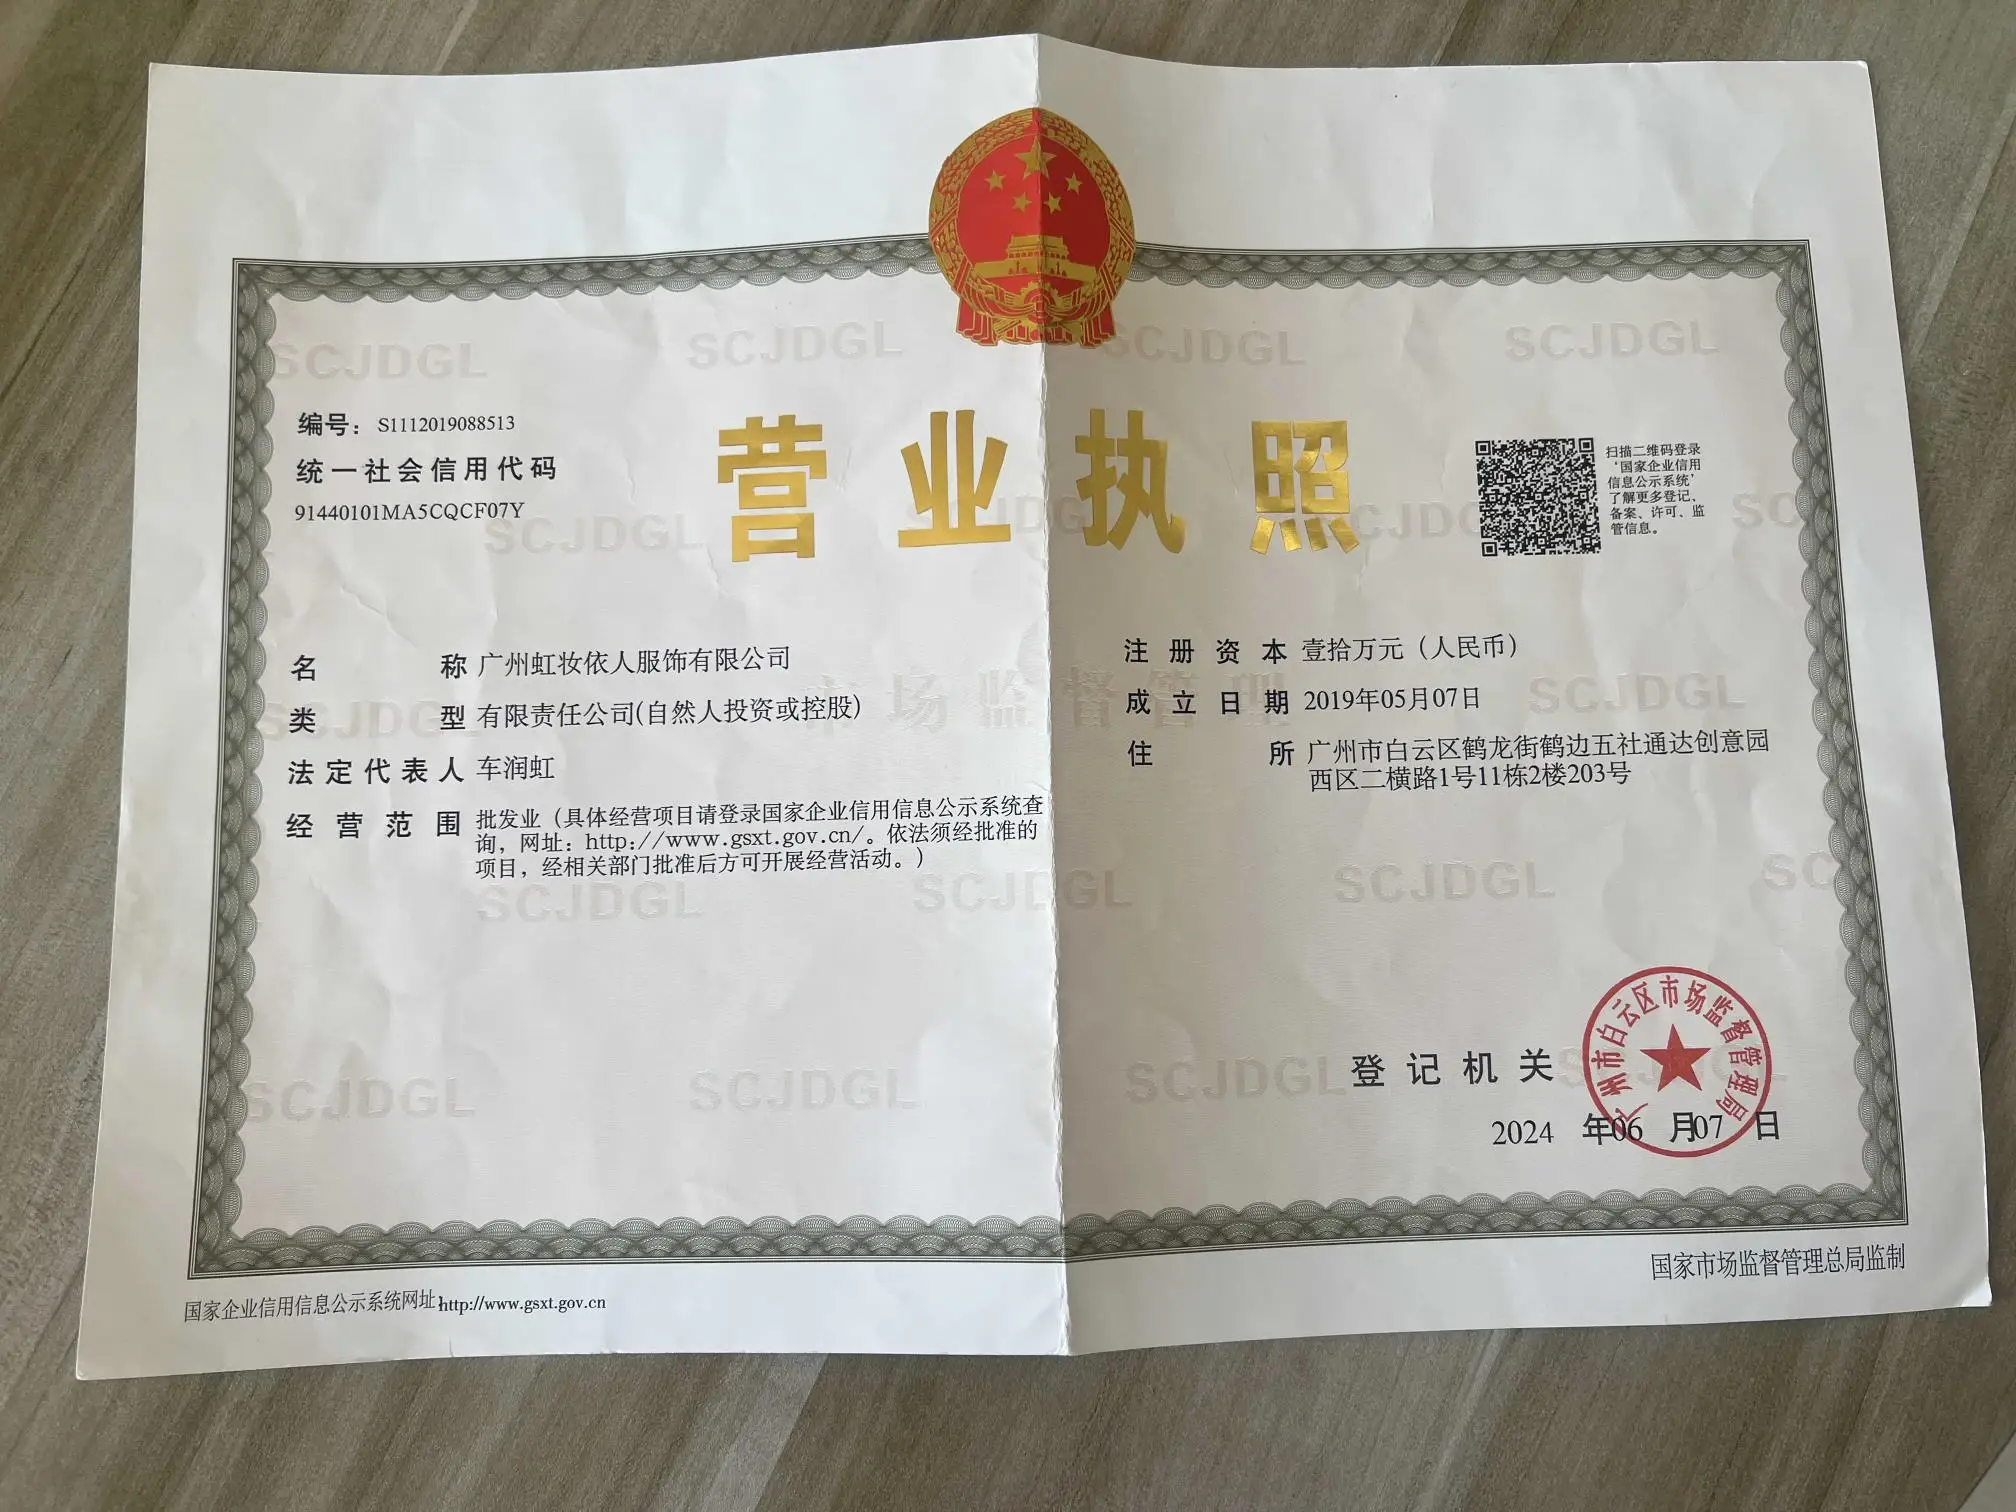 编号：S1112019088513
统一社会信用代码
91440101MA5CQCF07Y
营业执照
扫描二维码登录
‘国家企业信用
信息公示系统’
了解更多登记、
备案、许可、监
管信息。
名称 广州虹妆依人服饰有限公司
类型 有限责任公司(自然人投资或控股)
法定代表人 车润虹
经营范围 批发业（具体经营项目请登录国家企业信用信息公示系统查
询，网址：http://www.gsxt.gov.cn/。依法须经批准的
项目，经相关部门批准后方可开展经营活动。）
注册资本 壹拾万元（人民币）
成立日期 2019年05月07日
住所 广州市白云区鹤龙街鹤边五社通达创意园
西区二横路1号11栋2楼203号
市场监督管理
SCJDGL
登记机关
广州市白云区市场监督管理局
2024 年06 月07 日
国家企业信用信息公示系统网址:http://www.gsxt.gov.cn
国家市场监督管理总局监制